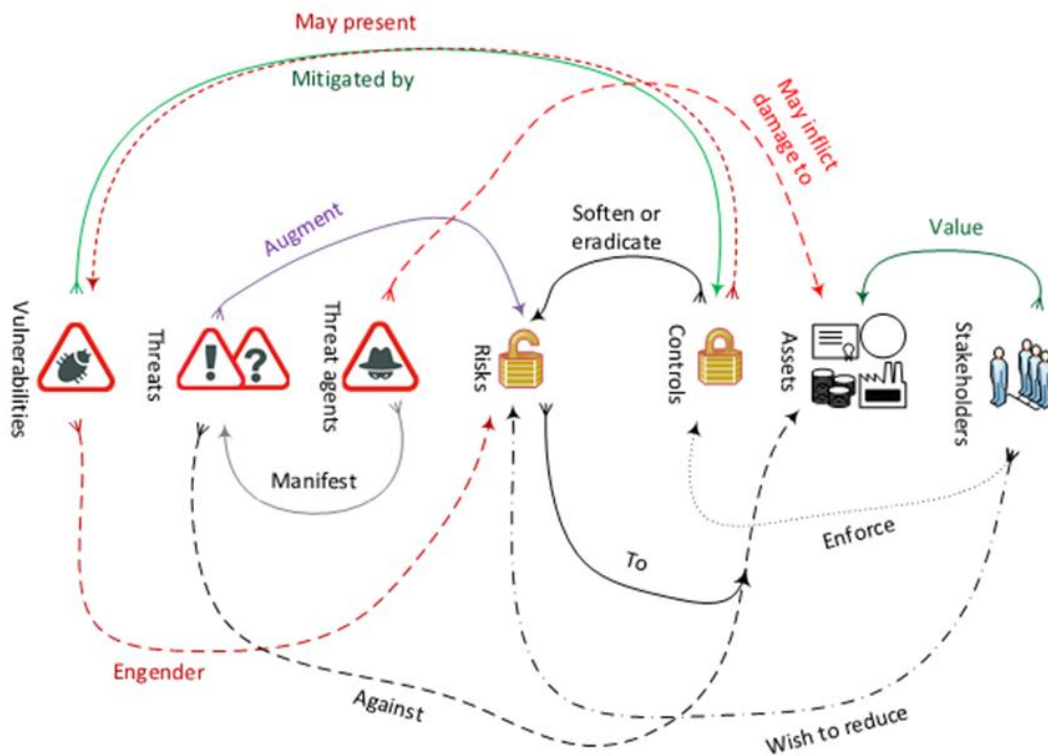 May present
Mitigated by
May inflict
damage to
Augment
Soften or
eradicate
Value
Vulnerabilities
Threats
!
?
Threat agents
Risks
Controls
Assets
Stakeholders
Manifest
Enforce
To
Engender
Against
Wish to reduce